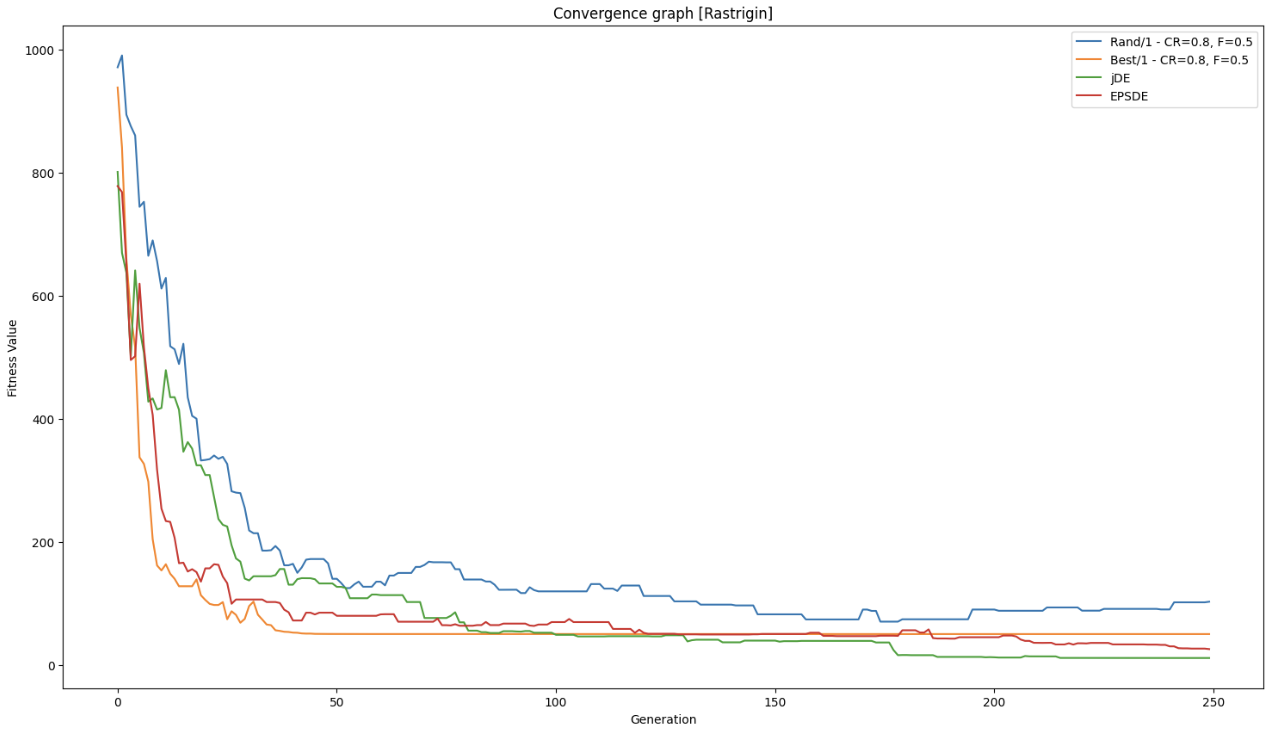 Convergence graph [Rastrigin]
Rand/1 - CR=0.8, F=0.5
Best/1 - CR=0.8, F=0.5
jDE
EPSDE
Fitness Value
1000
800
600
400
200
0
0 50 100 150 200 250
Generation